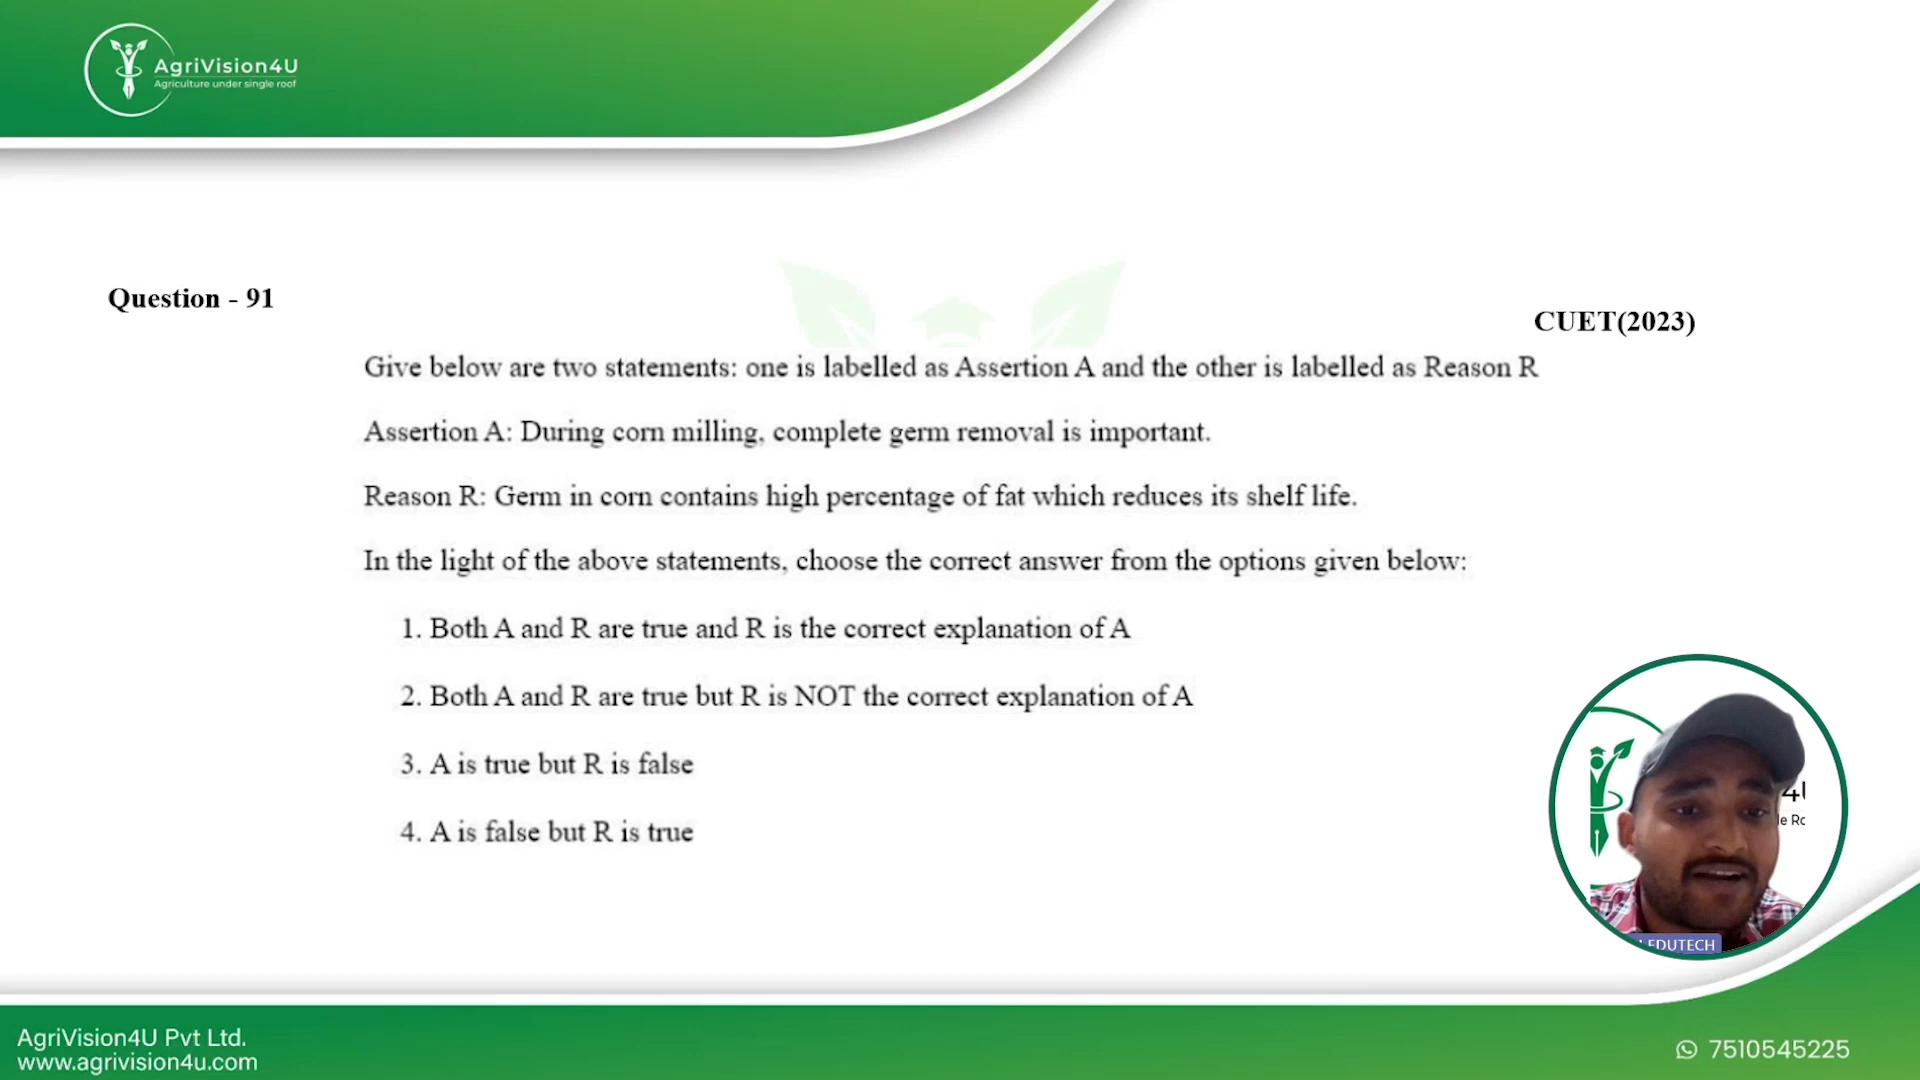 AgriVision4U
Agriculture under single roof
Question - 91
CUET(2023)
Give below are two statements: one is labelled as Assertion A and the other is labelled as Reason R
Assertion A: During corn milling, complete germ removal is important.
Reason R: Germ in corn contains high percentage of fat which reduces its shelf life.
In the light of the above statements, choose the correct answer from the options given below:
1. Both A and R are true and R is the correct explanation of A
2. Both A and R are true but R is NOT the correct explanation of A
3. A is true but R is false
4. A is false but R is true
4U
le Ro
EDUTECH
AgriVision4U Pvt Ltd.
www.agrivision4u.com
7510545225